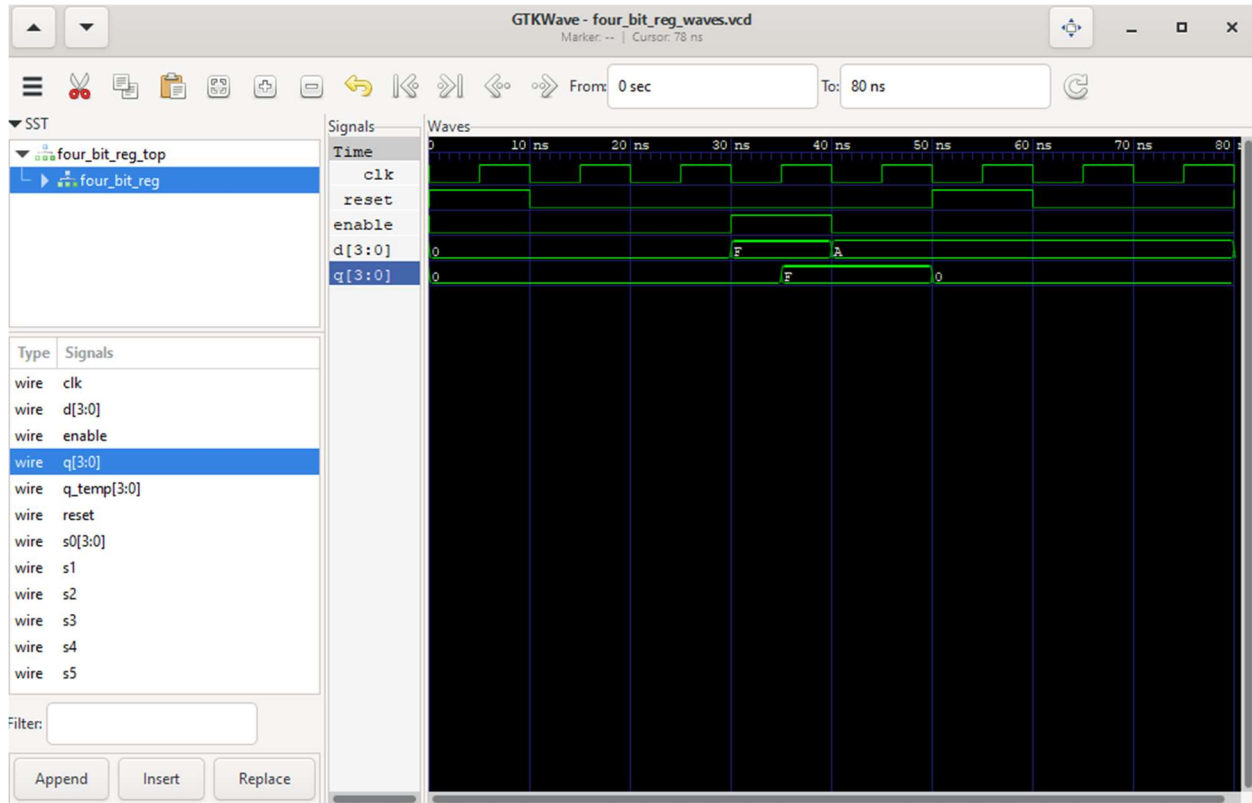 GTKWave - four_bit_reg_waves.vcd
Marker: -- | Cursor: 78 ns
From: 0 sec To: 80 ns
SST
four_bit_reg_top
four_bit_reg
Type Signals
wire clk
wire d[3:0]
wire enable
wire q[3:0]
wire q_temp[3:0]
wire reset
wire s0[3:0]
wire s1
wire s2
wire s3
wire s4
wire s5
Filter:
Append Insert Replace
Signals
Time
clk
reset
enable
d[3:0]
q[3:0]
Waves
0 10 ns 20 ns 30 ns 40 ns 50 ns 60 ns 70 ns 80
0 F A
0 F 0